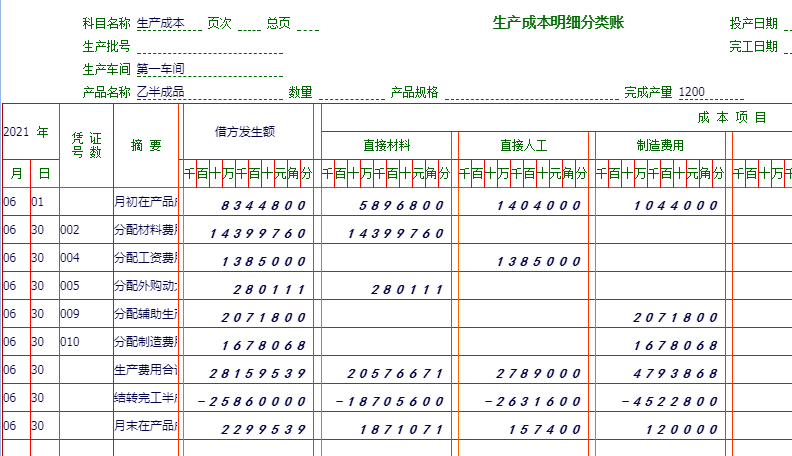 科目名称 生产成本 页次 总页 生产成本明细分类账 投产日期
生产批号 完工日期
生产车间 第一车间
产品名称 乙半成品 数量 产品规格 完成产量 1200
成 本 项 目
2021 年 凭证号数 摘 要 借方发生额
直接材料 直接人工 制造费用
月 日 千百十万千百十元角分 千百十万千百十元角分 千百十万千百十元角分 千百十万千百十元角分 千百十万千
06 01 月初在产品 8344800 5896800 1404000 1044000
06 30 002 分配材料费 14399760 14399760
06 30 004 分配工资费 1385000 1385000
06 30 005 分配外购动 280111 280111
06 30 009 分配辅助生 2071800 2071800
06 30 010 分配制造费 1678068 1678068
06 30 生产费用合 28159539 20576671 2789000 4793868
06 30 结转完工半 -25860000 -18705600 -2631600 -4522800
06 30 月末在产品 2299539 1871071 157400 120000